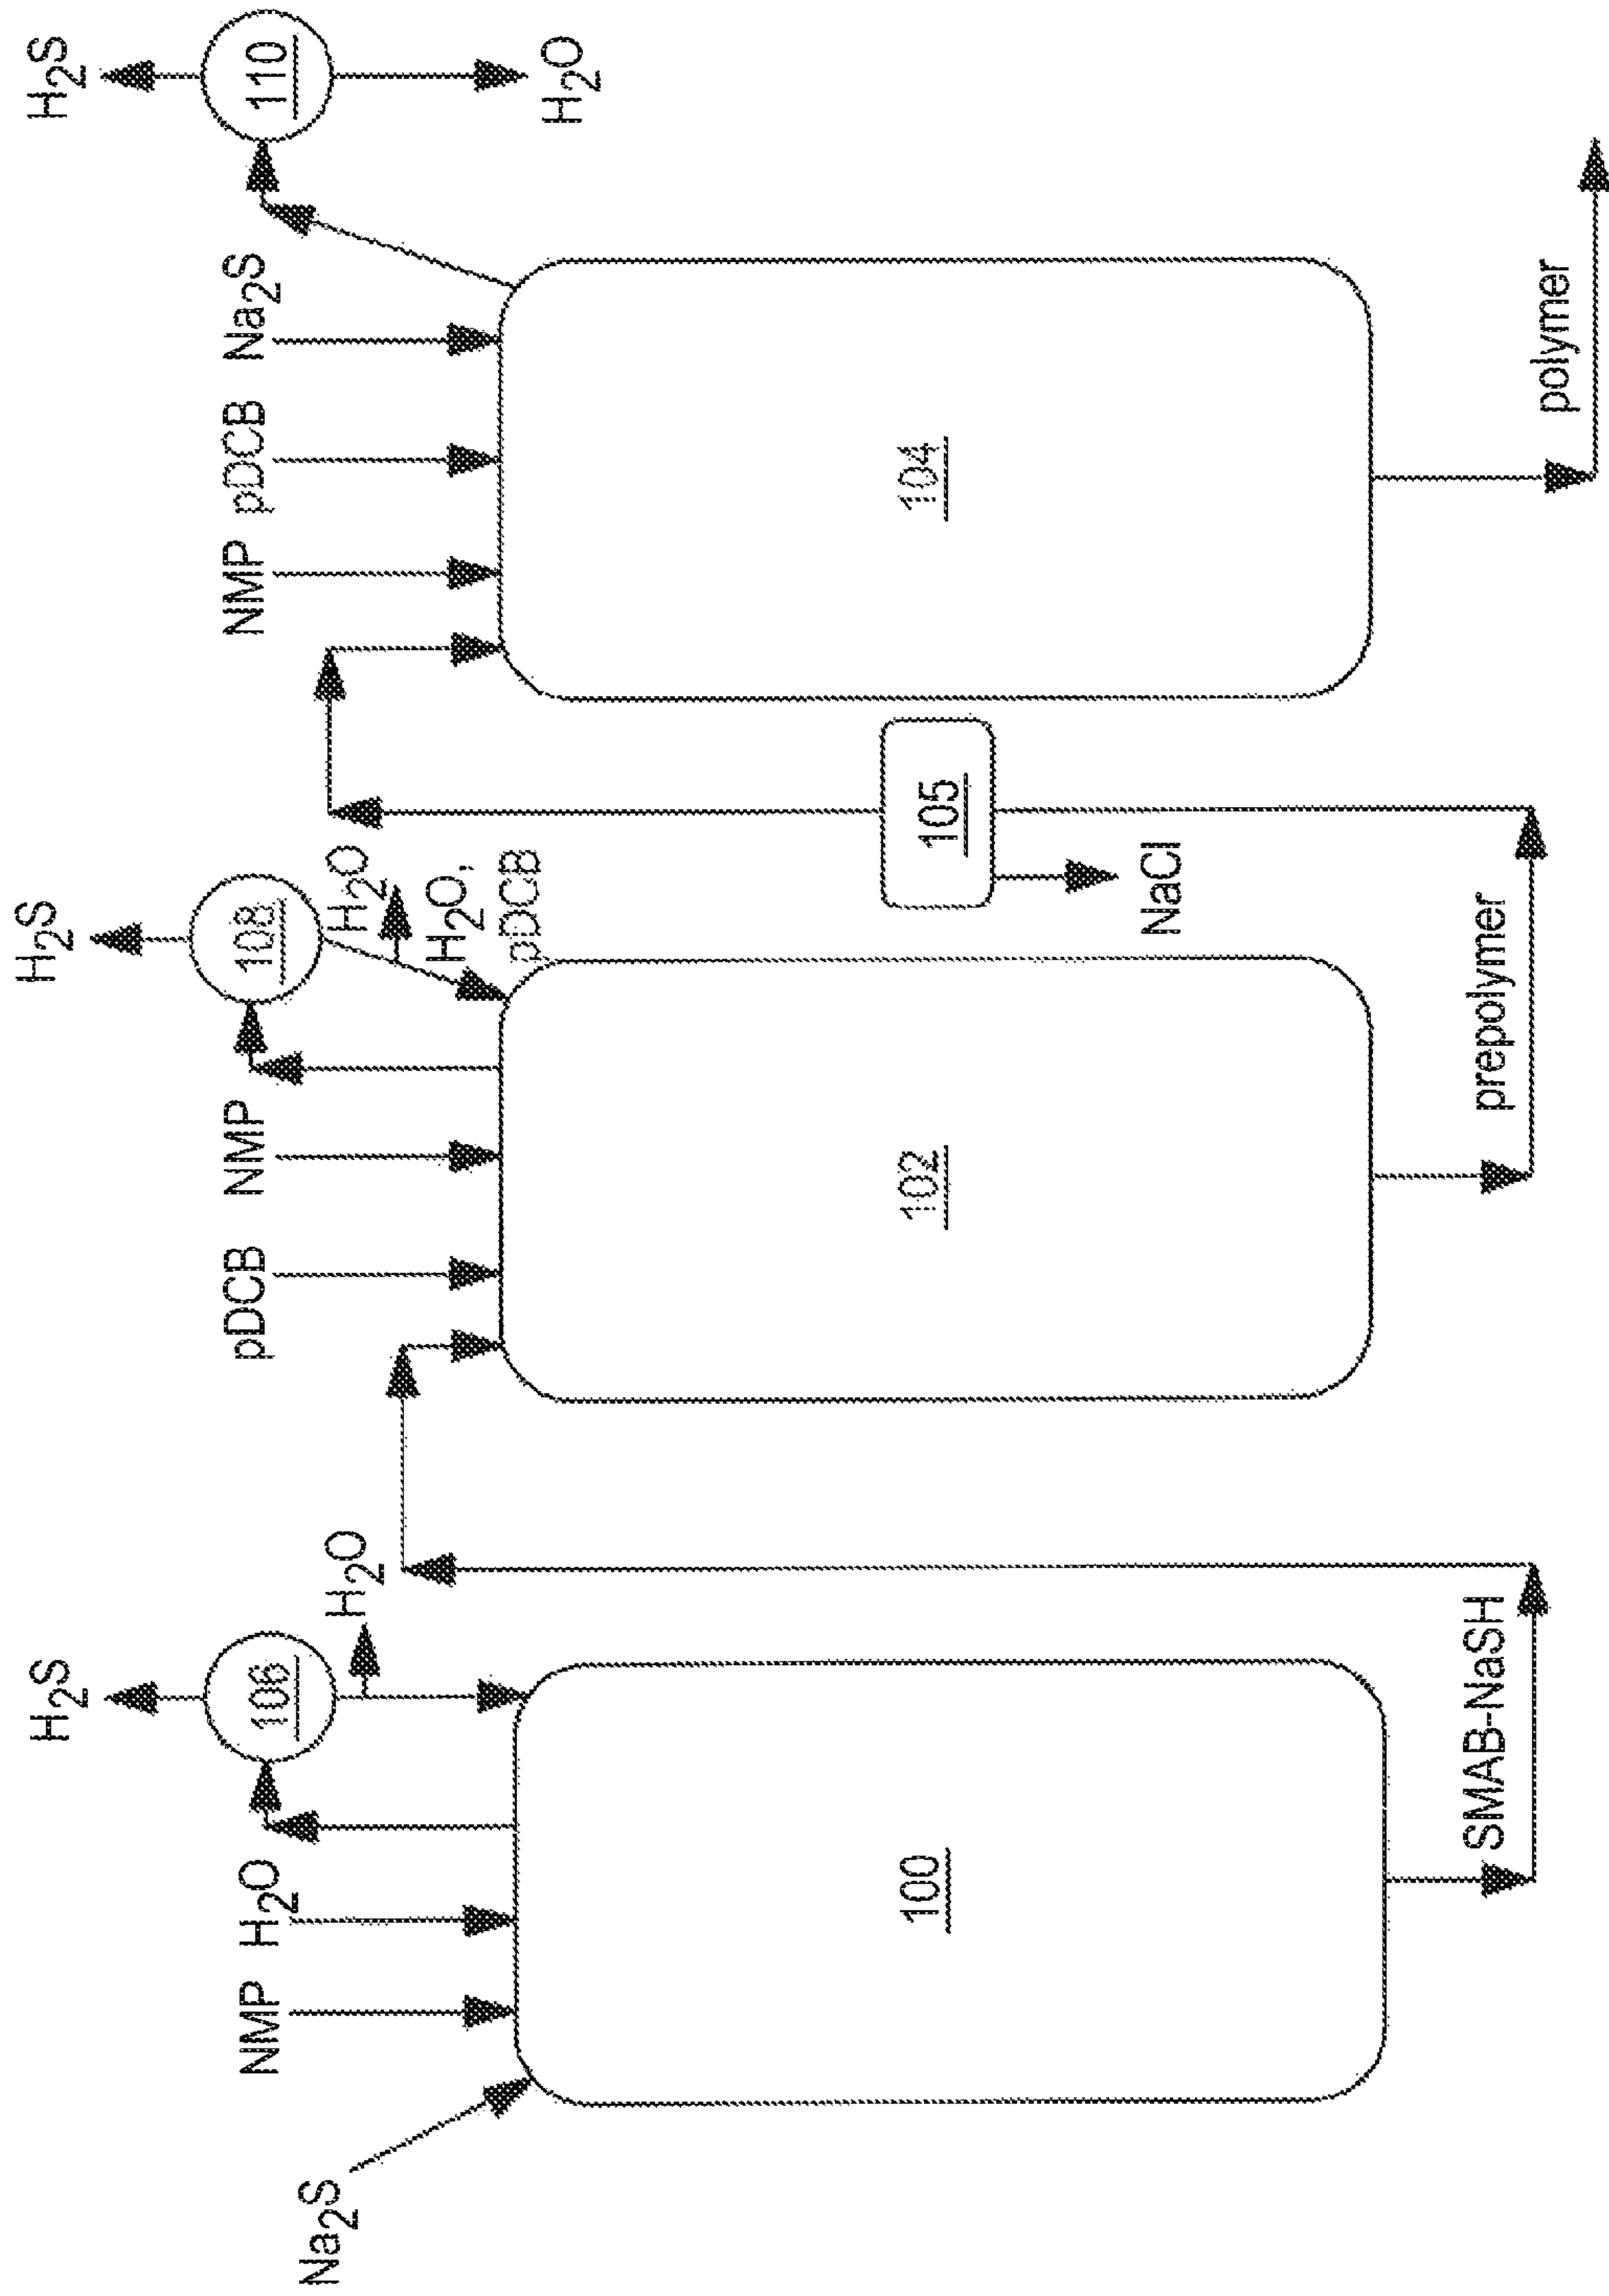 Na2S
NMP
H2O
H2S
106
H2O
100
SMAB-NaSH
pDCB
NMP
H2S
108
H2O
H2O,
pDCB
102
prepolymer
105
NaCl
NMP
pDCB
Na2S
H2S
110
H2O
104
polymer